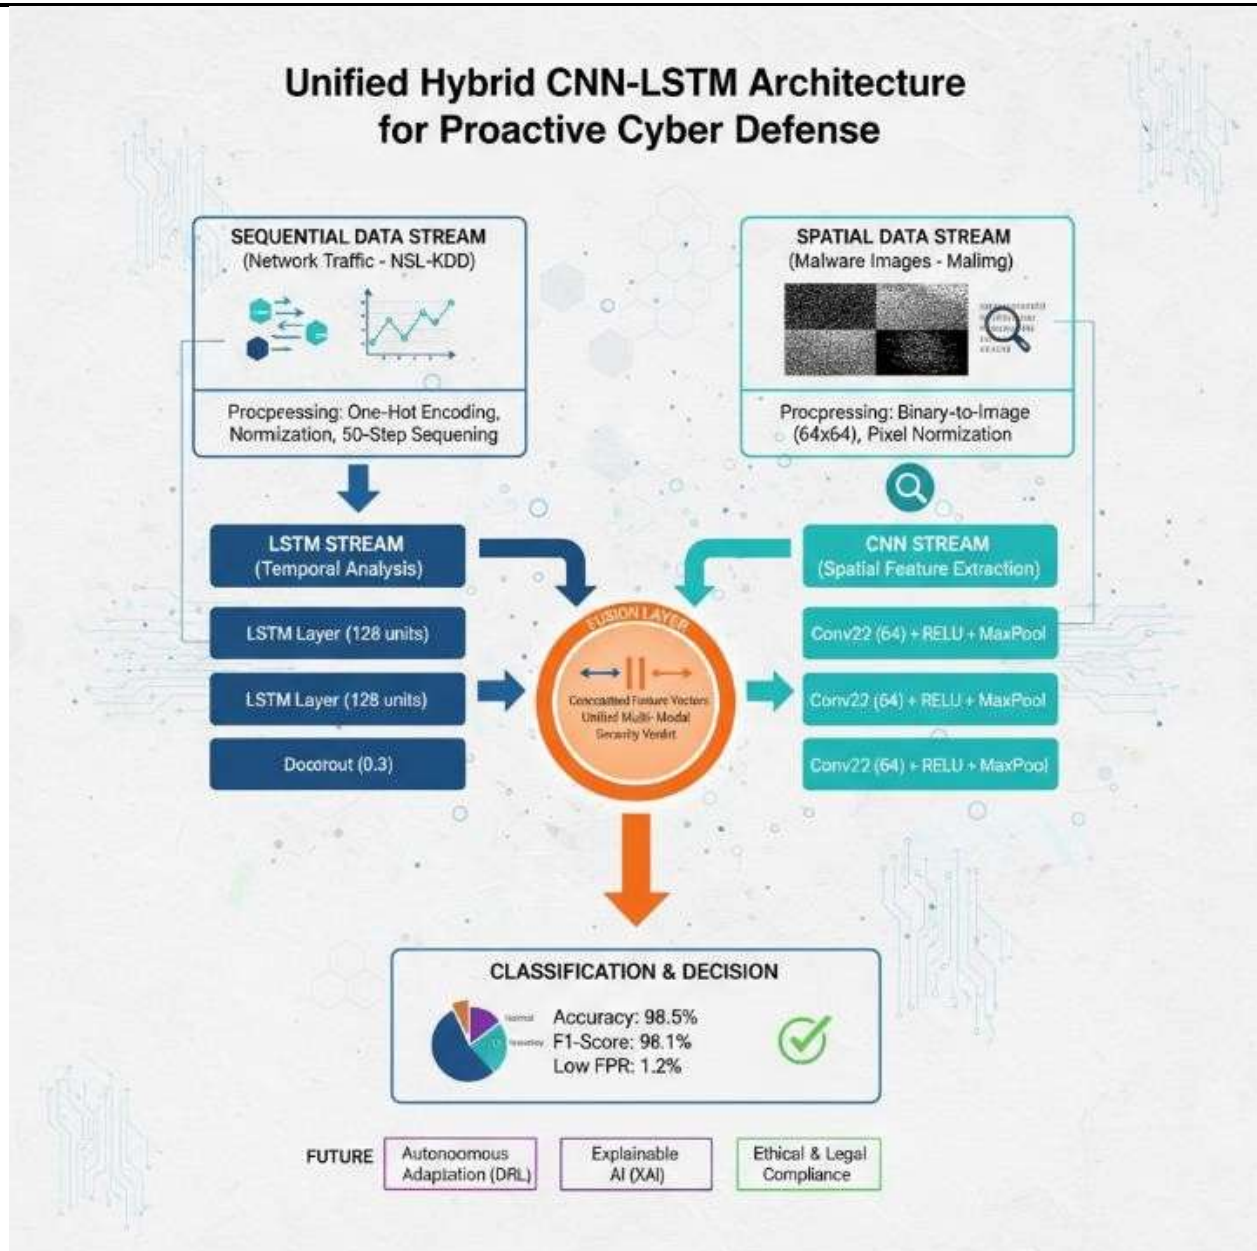 Unified Hybrid CNN-LSTM Architecture
for Proactive Cyber Defense
SEQUENTIAL DATA STREAM
(Network Traffic - NSL-KDD)
Procpressing: One-Hot Encoding,
Normization, 50-Step Sequening
SPATIAL DATA STREAM
(Malware Images - Malimg)
Procpressing: Binary-to-Image
(64x64), Pixel Normization
LSTM STREAM
(Temporal Analysis)
LSTM Layer (128 units)
LSTM Layer (128 units)
Docorout (0.3)
FUSION LAYER
Feature Vectors
Unified Multi-Modal
Security Verdict
CNN STREAM
(Spatial Feature Extraction)
Conv22 (64) + RELU + MaxPool
Conv22 (64) + RELU + MaxPool
Conv22 (64) + RELU + MaxPool
CLASSIFICATION & DECISION
Normal
Accuracy: 98.5%
F1-Score: 98.1%
Low FPR: 1.2%
FUTURE
Autonoomous
Adaptation (DRL)
Explainable
AI (XAI)
Ethical & Legal
Compliance